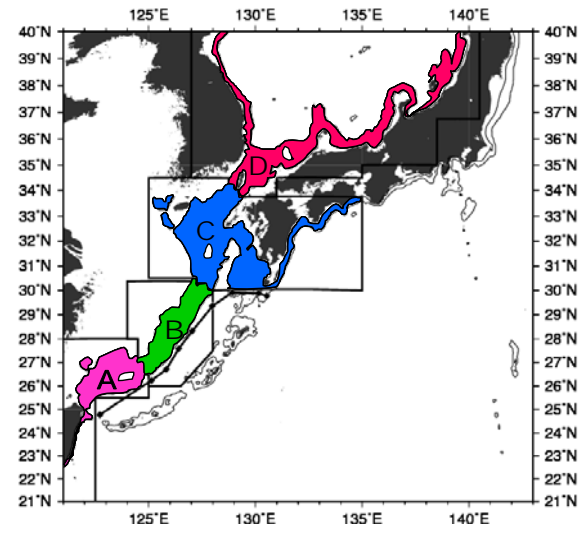 125°E 130°E 135°E 140°E
40°N 40°N
39°N 39°N
38°N 38°N
37°N 37°N
36°N 36°N
35°N D 35°N
34°N 34°N
33°N 33°N
C
32°N 32°N
31°N 31°N
30°N 30°N
29°N 29°N
B
28°N 28°N
27°N 27°N
A
26°N 26°N
25°N 25°N
24°N 24°N
23°N 23°N
22°N 22°N
21°N 21°N
125°E 130°E 135°E 140°E